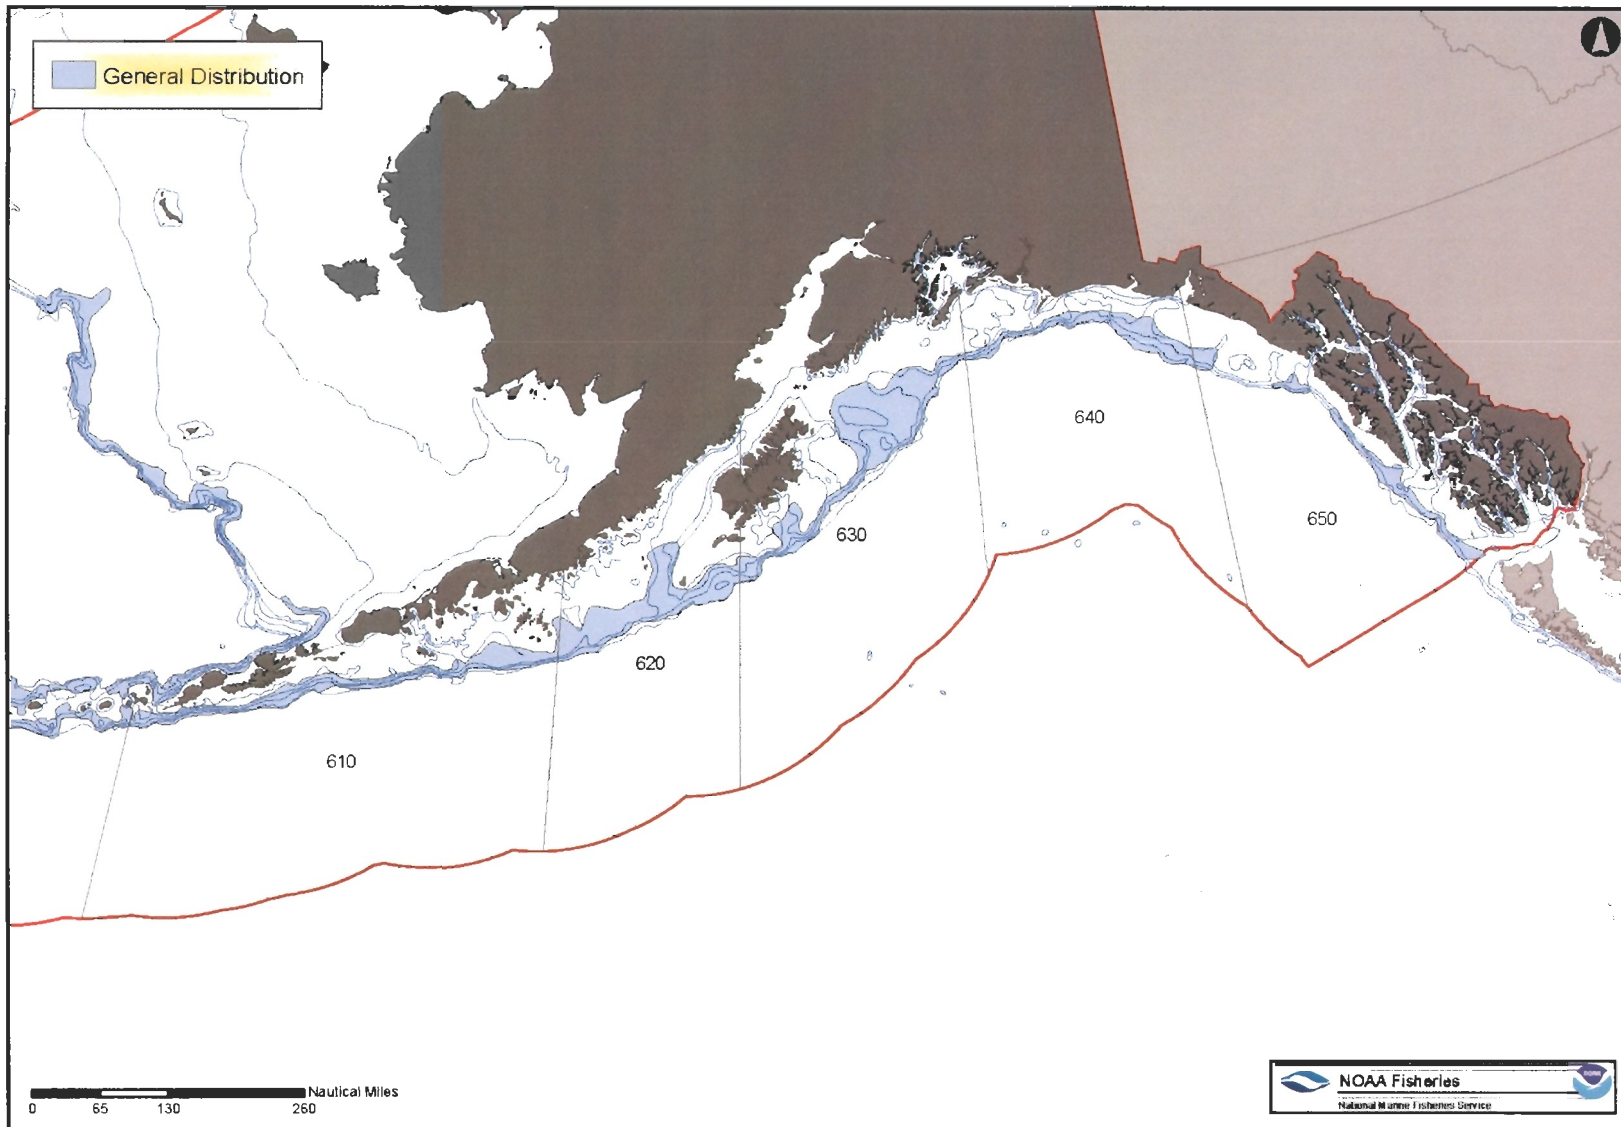 General Distribution
640
650
630
620
610
Nautical Miles
0 65 130 260
NOAA Fisheries
National Marine Fisheries Service